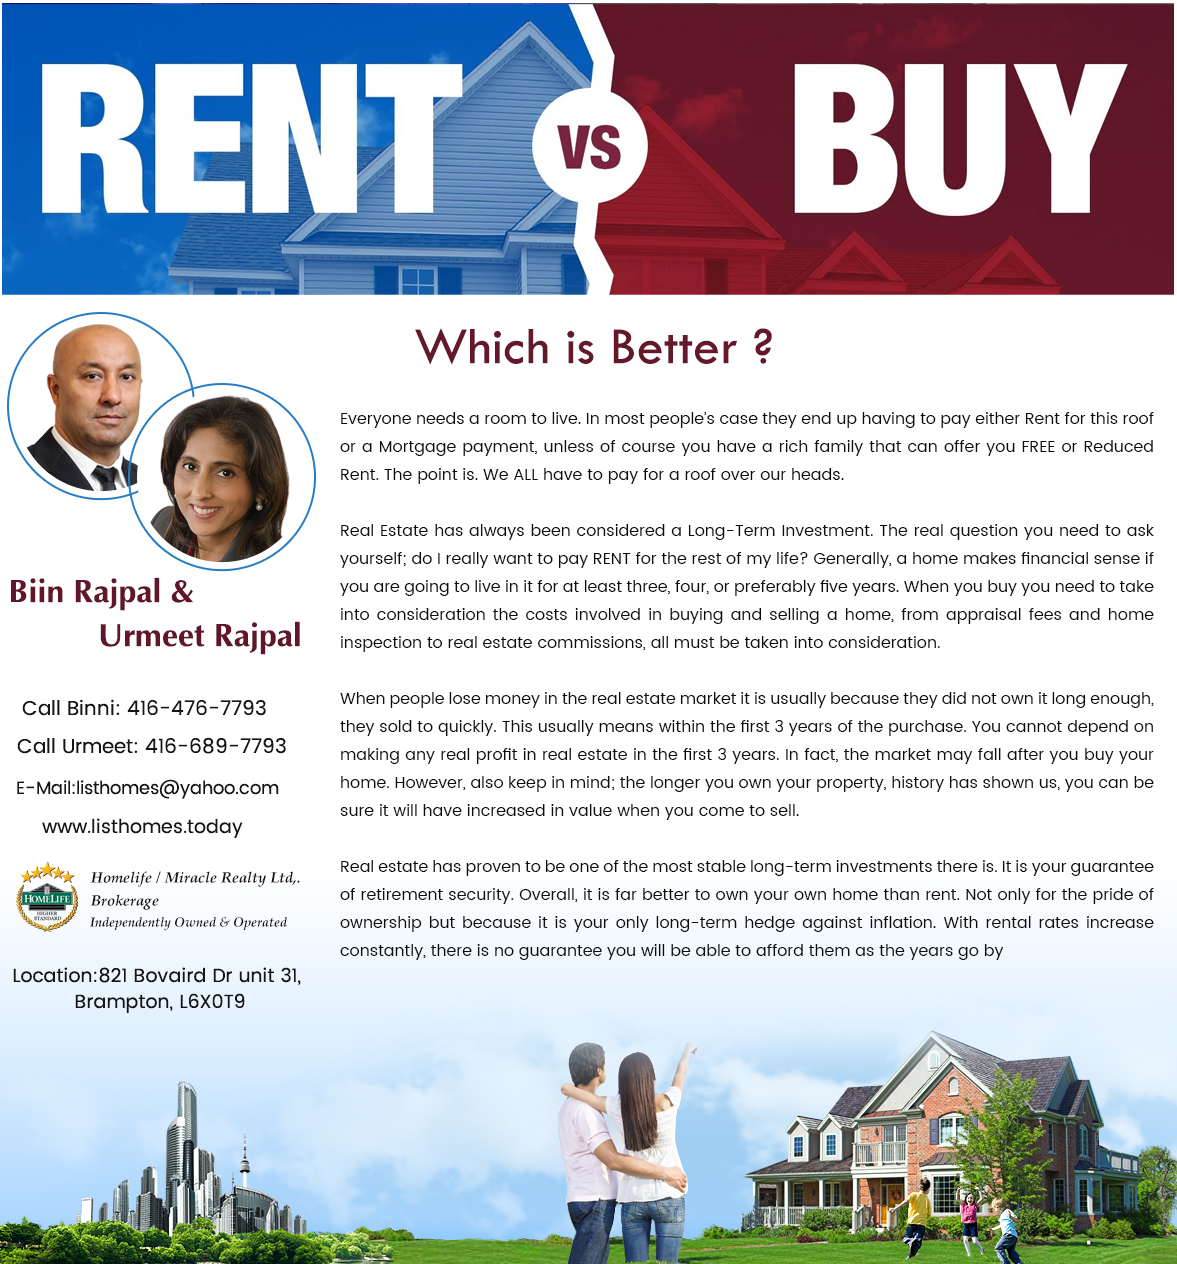 RENT
VS
BUY
Which is Better ?
Everyone needs a room to live. In most people's case they end up having to pay either Rent for this roof
or a Mortgage payment, unless of course you have a rich family that can offer you FREE or Reduced
Rent. The point is. We ALL have to pay for a roof over our heads.
Real Estate has always been considered a Long-Term Investment. The real question you need to ask
yourself; do I really want to pay RENT for the rest of my life? Generally, a home makes financial sense if
you are going to live in it for at least three, four, or preferably five years. When you buy you need to take
into consideration the costs involved in buying and selling a home, from appraisal fees and home
inspection to real estate commissions, all must be taken into consideration.
When people lose money in the real estate market it is usually because they did not own it long enough,
they sold to quickly. This usually means within the first 3 years of the purchase. You cannot depend on
making any real profit in real estate in the first 3 years. In fact, the market may fall after you buy your
home. However, also keep in mind; the longer you own your property, history has shown us, you can be
sure it will have increased in value when you come to sell.
Real estate has proven to be one of the most stable long-term investments there is. It is your guarantee
of retirement security. Overall, it is far better to own your own home than rent. Not only for the pride of
ownership but because it is your only long-term hedge against inflation. With rental rates increase
constantly, there is no guarantee you will be able to afford them as the years go by
Biin Rajpal &
Urmeet Rajpal
Call Binni: 416-476-7793
Call Urmeet: 416-689-7793
E-Mail:listhomes@yahoo.com
www.listhomes.today
HOMELIFE
HIGHER
STANDARD
Homelife / Miracle Realty Ltd,.
Brokerage
Independently Owned & Operated
Location:821 Bovaird Dr unit 31,
Brampton, L6X0T9